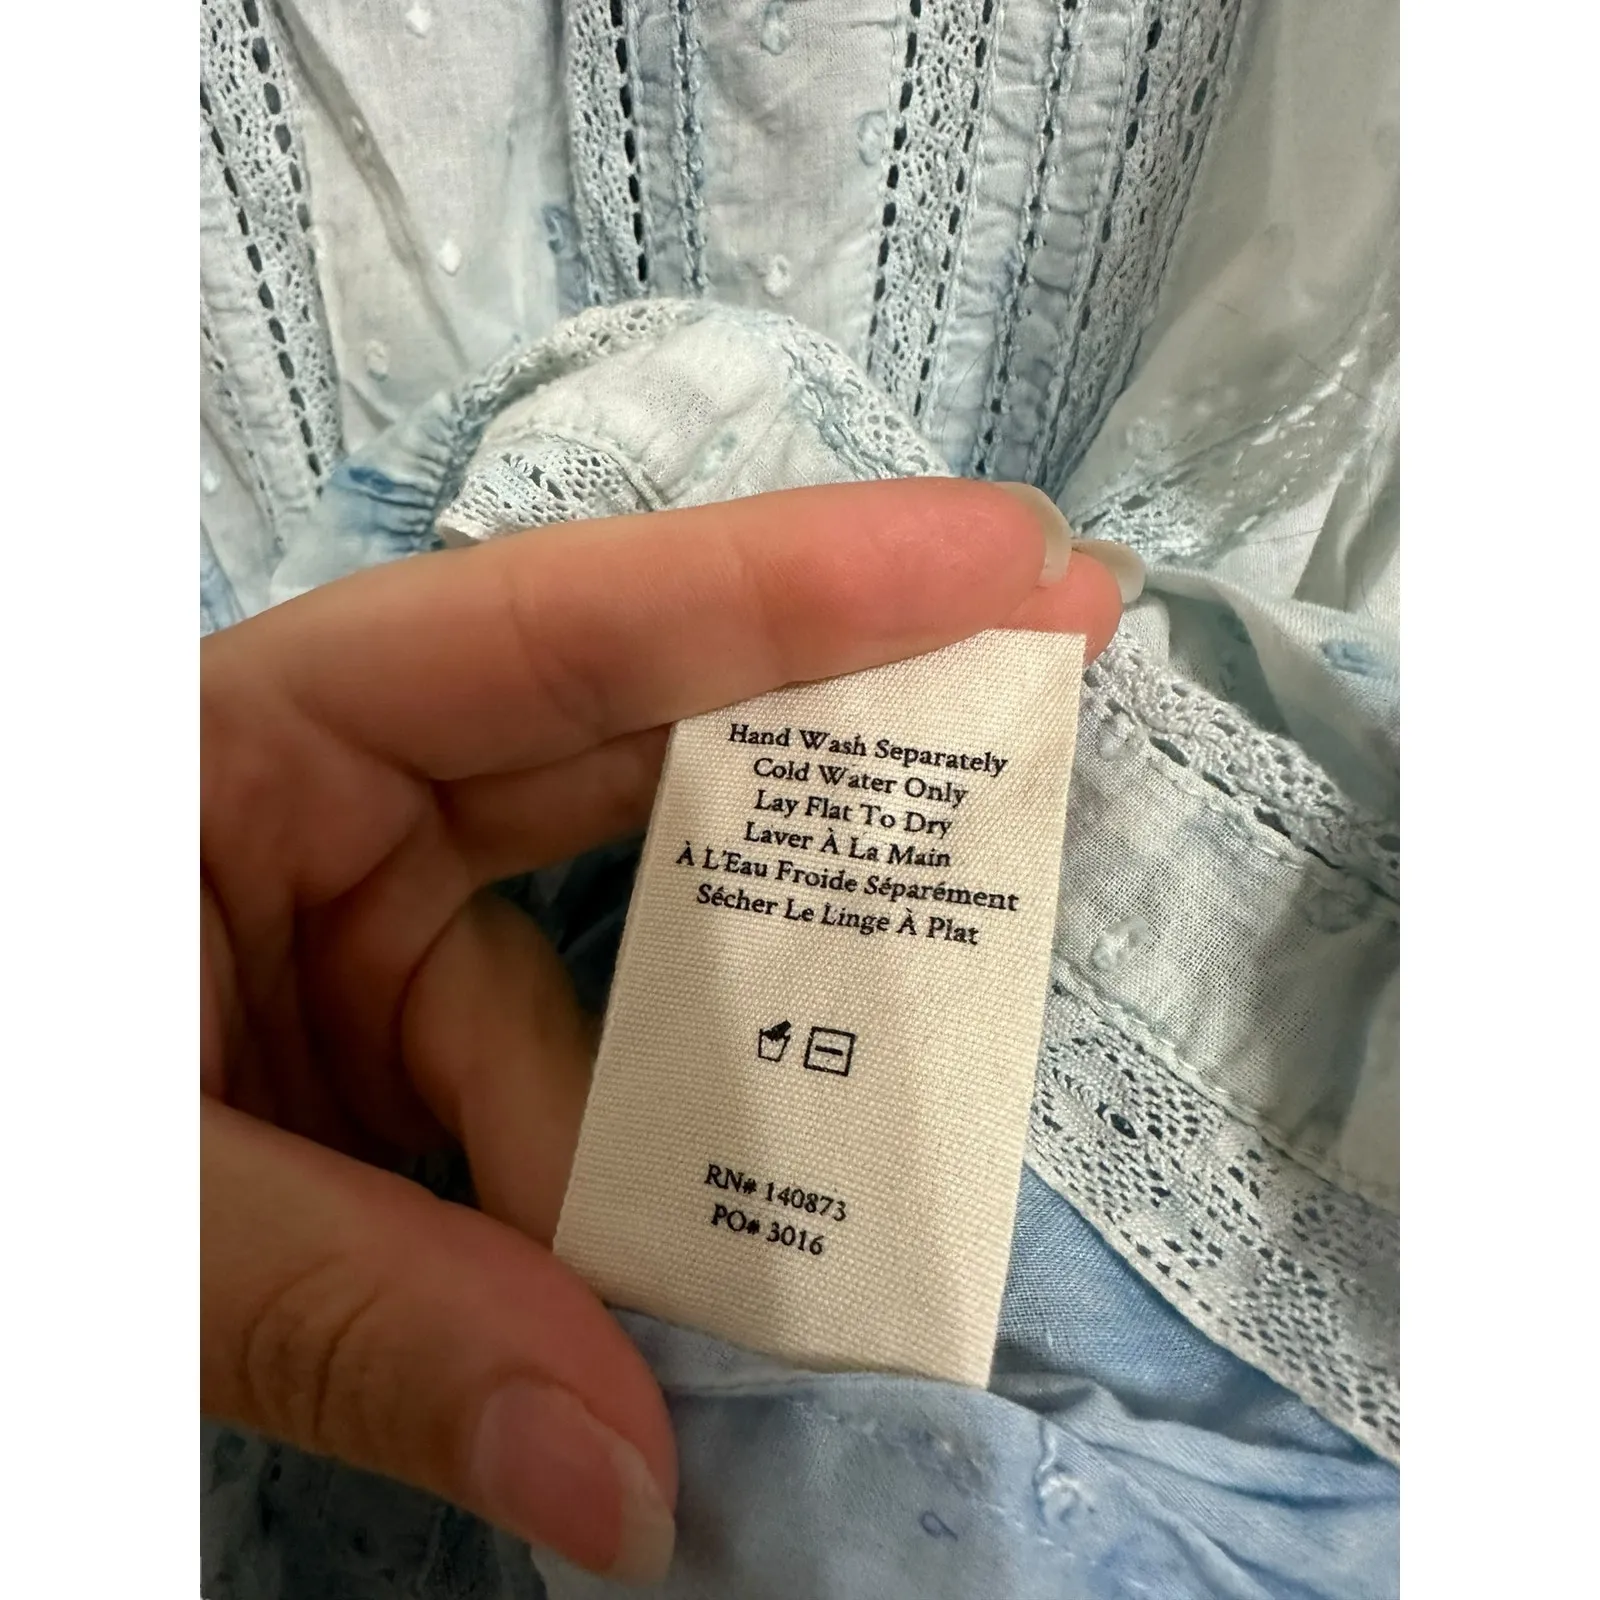 Hand Wash Separately
Cold Water Only
Lay Flat To Dry
Laver À La Main
À L'Eau Froide Séparément
Sécher Le Linge À Plat
RN# 140873
PO# 3016